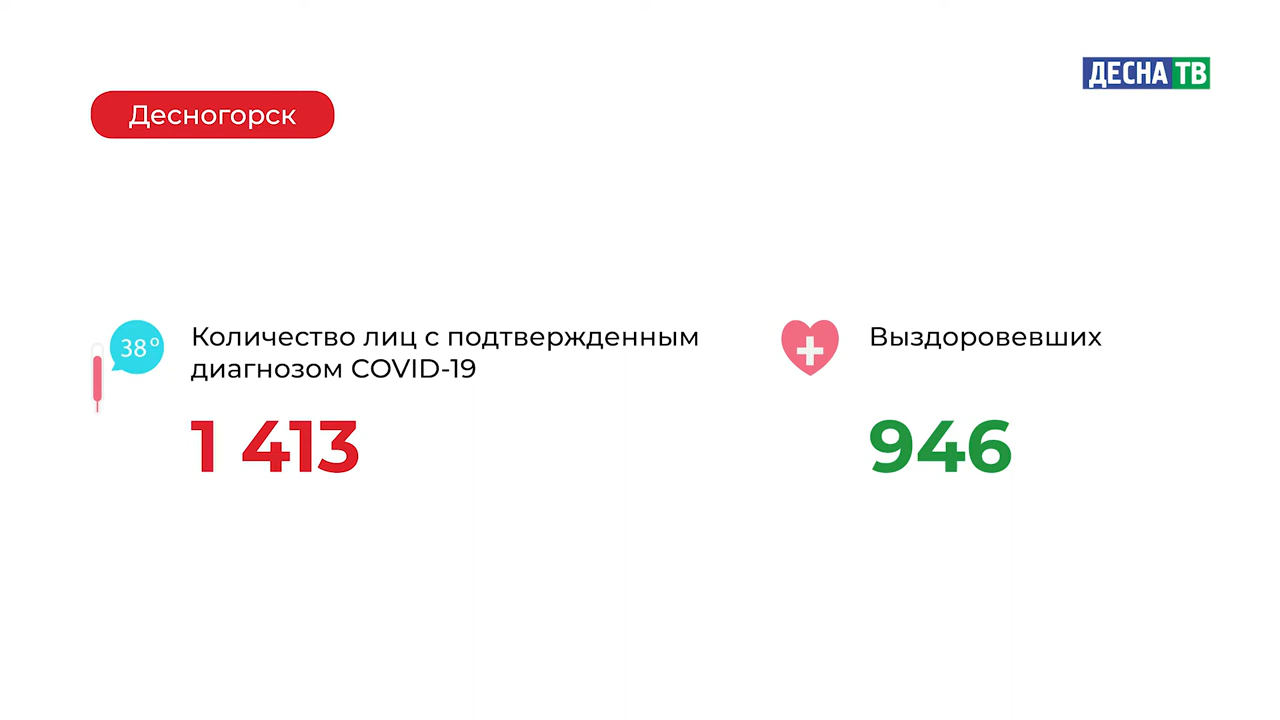 ДЕСНА ТВ
Десногорск
38°
Количество лиц с подтвержденным
диагнозом COVID-19
1 413
Выздоровевших
946